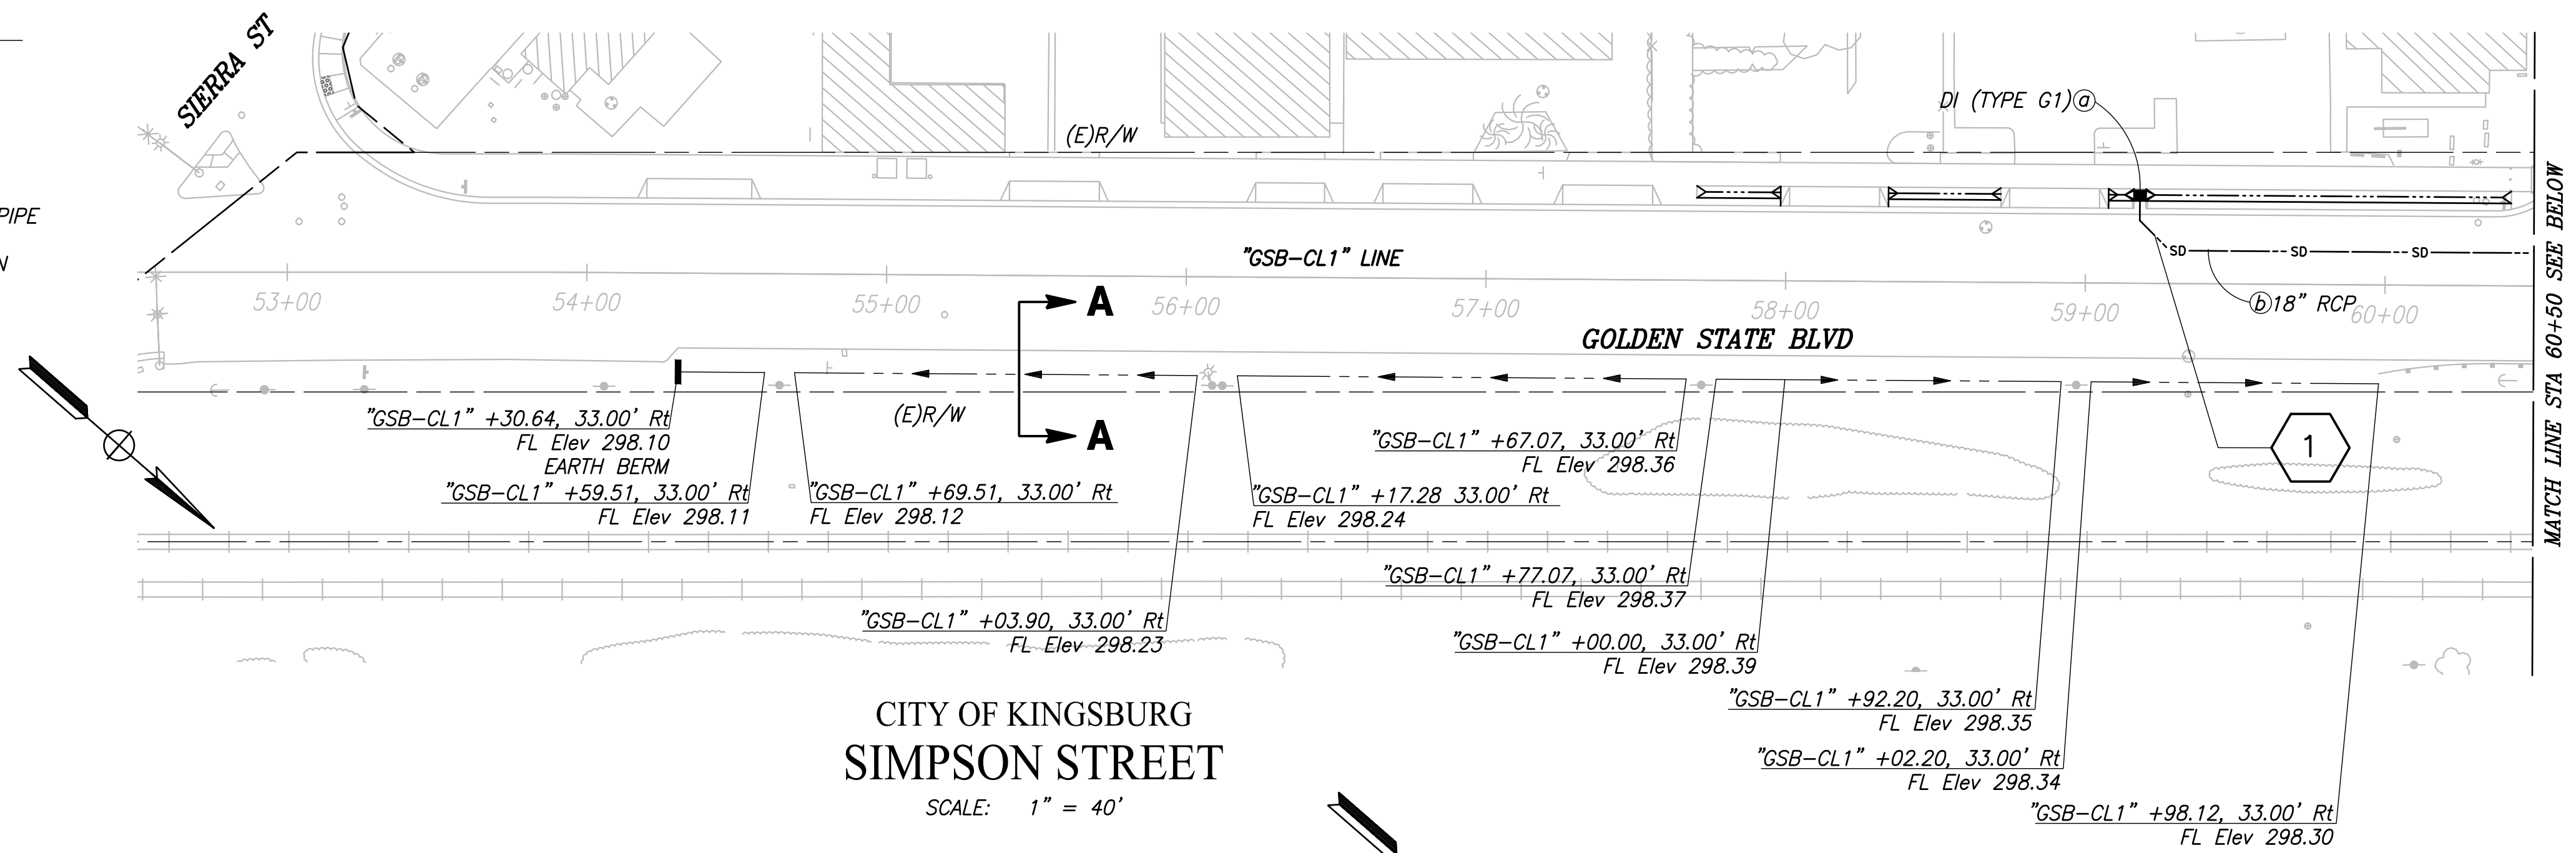 SIERRA ST
PIPE
N
(E)R/W
DI (TYPE G1) a
"GSB-CL1" LINE
SD
SD
SD
b 18" RCP
53+00
54+00
55+00
56+00
57+00
58+00
59+00
60+00
A
A
GOLDEN STATE BLVD
MATCH LINE STA 60+50 SEE BELOW
(E)R/W
"GSB-CL1" +30.64, 33.00' Rt
FL Elev 298.10
EARTH BERM
"GSB-CL1" +59.51, 33.00' Rt
FL Elev 298.11
"GSB-CL1" +69.51, 33.00' Rt
FL Elev 298.12
"GSB-CL1" +03.90, 33.00' Rt
FL Elev 298.23
"GSB-CL1" +17.28 33.00' Rt
FL Elev 298.24
"GSB-CL1" +67.07, 33.00' Rt
FL Elev 298.36
"GSB-CL1" +77.07, 33.00' Rt
FL Elev 298.37
"GSB-CL1" +00.00, 33.00' Rt
FL Elev 298.39
"GSB-CL1" +92.20, 33.00' Rt
FL Elev 298.35
"GSB-CL1" +02.20, 33.00' Rt
FL Elev 298.34
"GSB-CL1" +98.12, 33.00' Rt
FL Elev 298.30
1
CITY OF KINGSBURG
SIMPSON STREET
SCALE: 1" = 40'